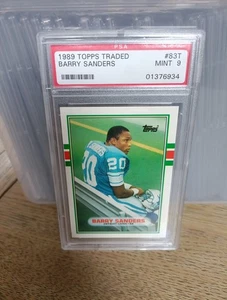 PSA
1989 TOPPS TRADED #83T
BARRY SANDERS MINT 9
01376934
Topps
20
BARRY SANDERS